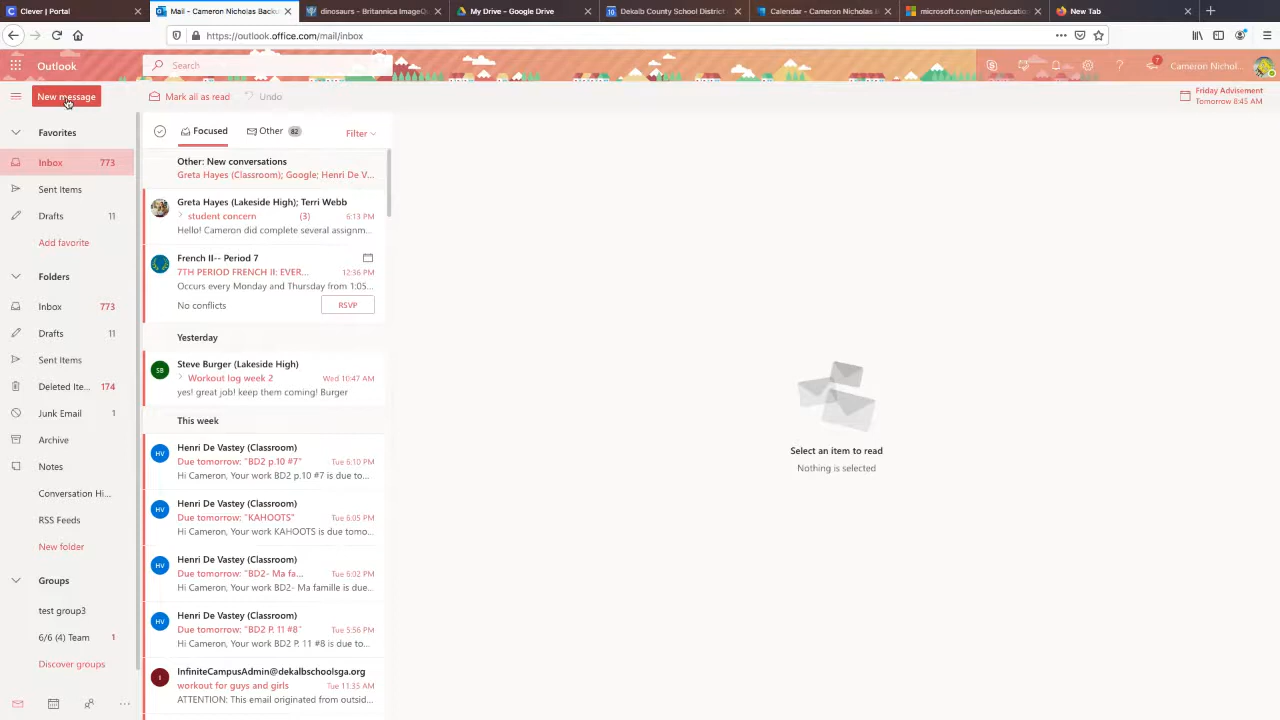 Clever | Portal
Mail - Cameron Nicholas Backu
dinosaurs - Britannica ImageQu
My Drive - Google Drive
Dekalb County School District
Calendar - Cameron Nicholas B
microsoft.com/en-us/education
New Tab
https://outlook.office.com/mail/inbox
Outlook
Search
Cameron Nichol...
New message
Mark all as read
Undo
Friday Advisement
Tomorrow 8:45 AM
Favorites
Inbox 773
Sent Items
Drafts 11
Add favorite
Folders
Inbox 773
Drafts 11
Sent Items
Deleted Ite... 174
Junk Email 1
Archive
Notes
Conversation Hi...
RSS Feeds
New folder
Groups
test group3
6/6 (4) Team 1
Discover groups
Focused
Other 82
Filter
Other: New conversations
Greta Hayes (Classroom); Google; Henri De V...
Greta Hayes (Lakeside High); Terri Webb
student concern (3) 6:13 PM
Hello! Cameron did complete several assignm...
French II-- Period 7
7TH PERIOD FRENCH II: EVER... 12:36 PM
Occurs every Monday and Thursday from 1:05...
No conflicts
RSVP
Yesterday
SB
Steve Burger (Lakeside High)
Workout log week 2 Wed 10:47 AM
yes! great job! keep them coming! Burger
This week
HV
Henri De Vastey (Classroom)
Due tomorrow: "BD2 p.10 #7" Tue 6:10 PM
Hi Cameron, Your work BD2 p.10 #7 is due to...
HV
Henri De Vastey (Classroom)
Due tomorrow: "KAHOOTS" Tue 6:05 PM
Hi Cameron, Your work KAHOOTS is due tomo...
HV
Henri De Vastey (Classroom)
Due tomorrow: "BD2- Ma fa... Tue 6:02 PM
Hi Cameron, Your work BD2- Ma famille is due...
HV
Henri De Vastey (Classroom)
Due tomorrow: "BD2 P. 11 #8" Tue 5:56 PM
Hi Cameron, Your work BD2 P. 11 #8 is due to...
I
InfiniteCampusAdmin@dekalbschoolsga.org
workout for guys and girls Tue 11:35 AM
ATTENTION: This email originated from outsid...
Select an item to read
Nothing is selected